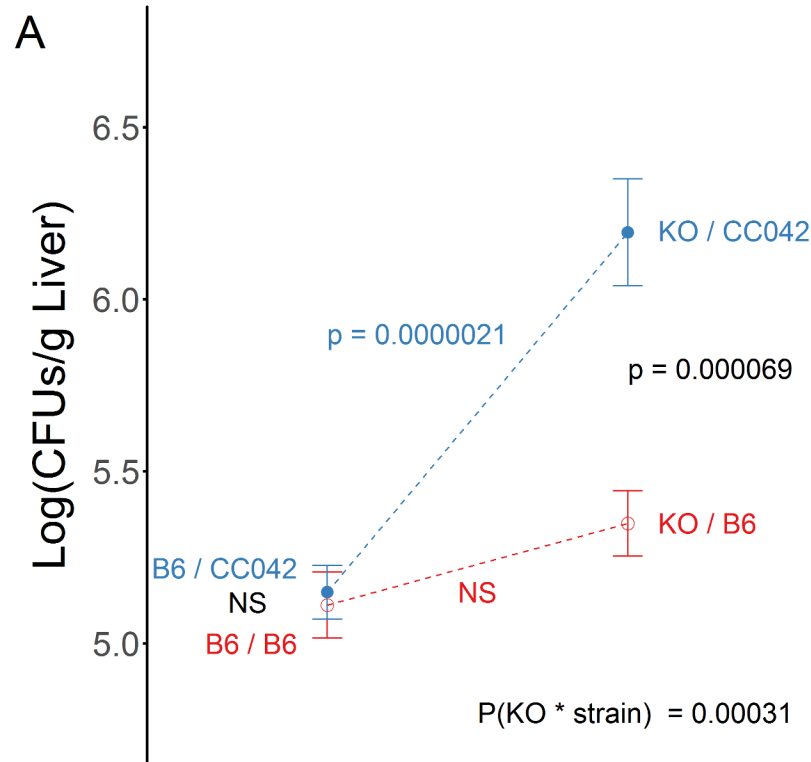 A
Log(CFUs/g Liver)
6.5
6.0
5.5
5.0
KO / CC042
p = 0.0000021
p = 0.000069
KO / B6
B6 / CC042
NS
NS
B6 / B6
P(KO * strain) = 0.00031